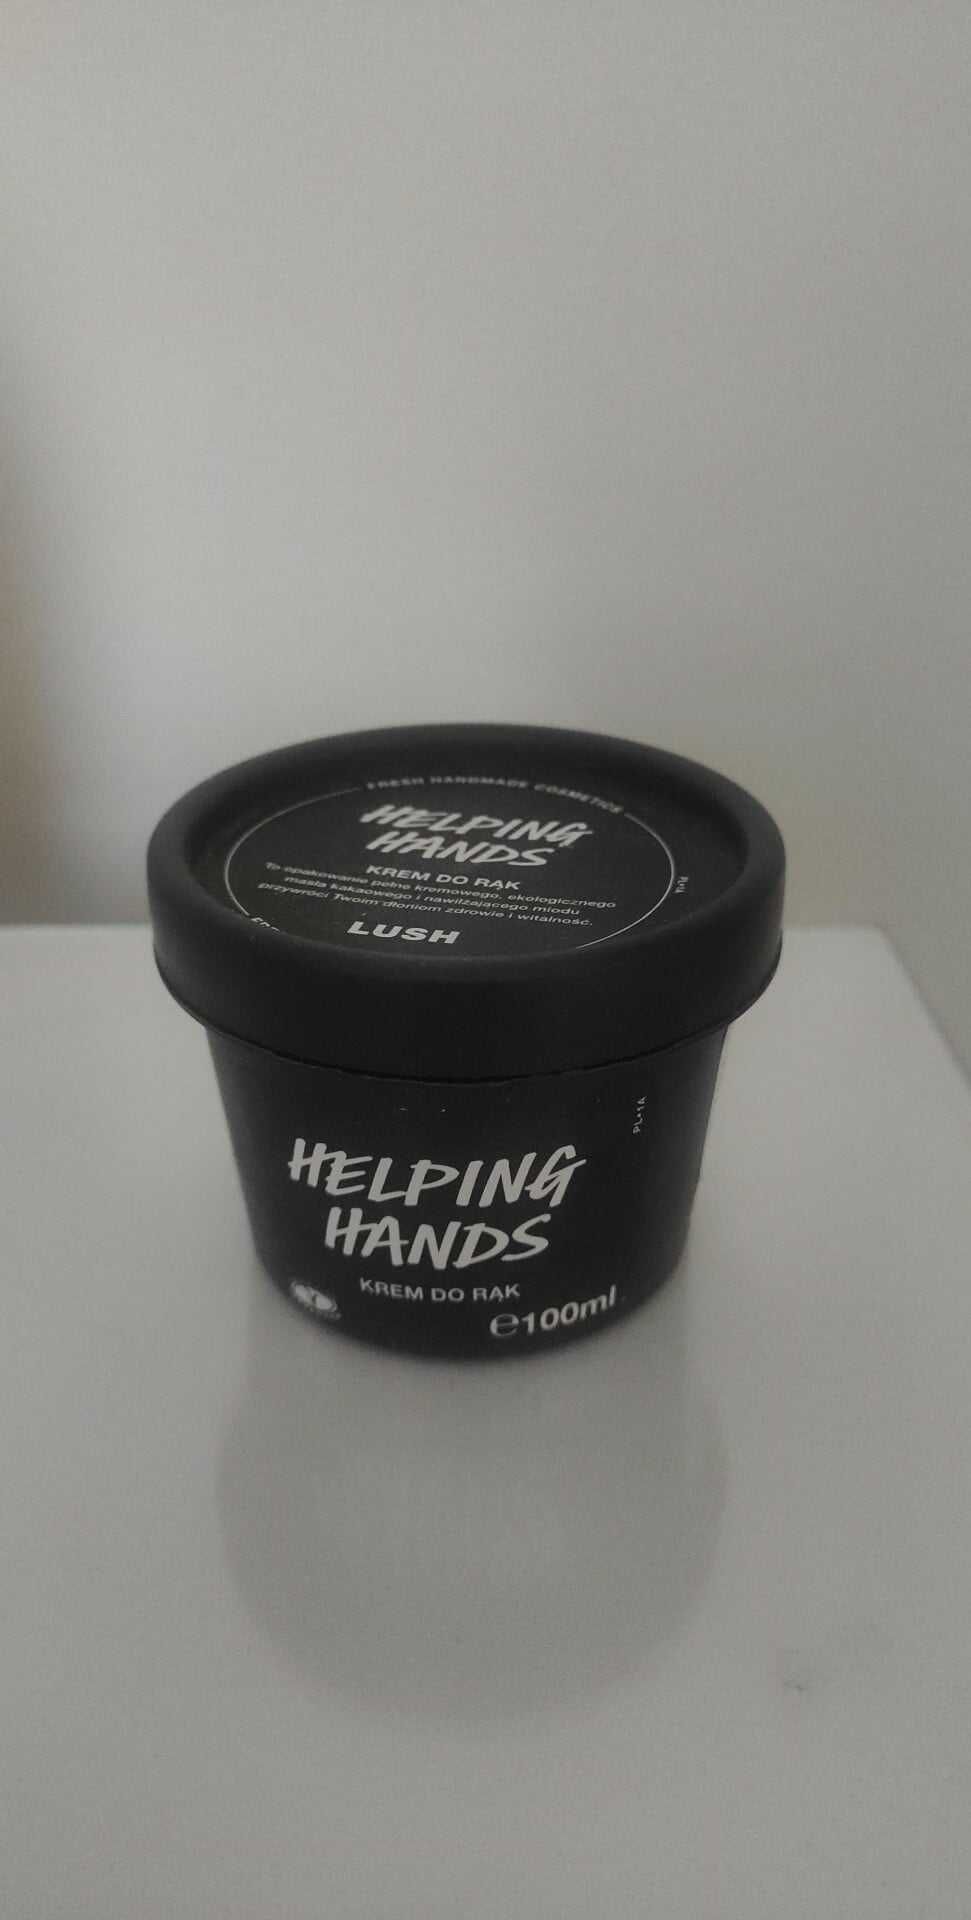 FRESH HANDMADE COSMETICS
HELPING
HANDS
KREM DO RĄK
To opakowanie pełne kremowego, ekologicznego
masła kakaowego i nawilżającego miodu
przywróci Twoim dłoniom zdrowie i witalność.
LUSH
PL•1A
HELPING
HANDS
KREM DO RĄK
℮100ml